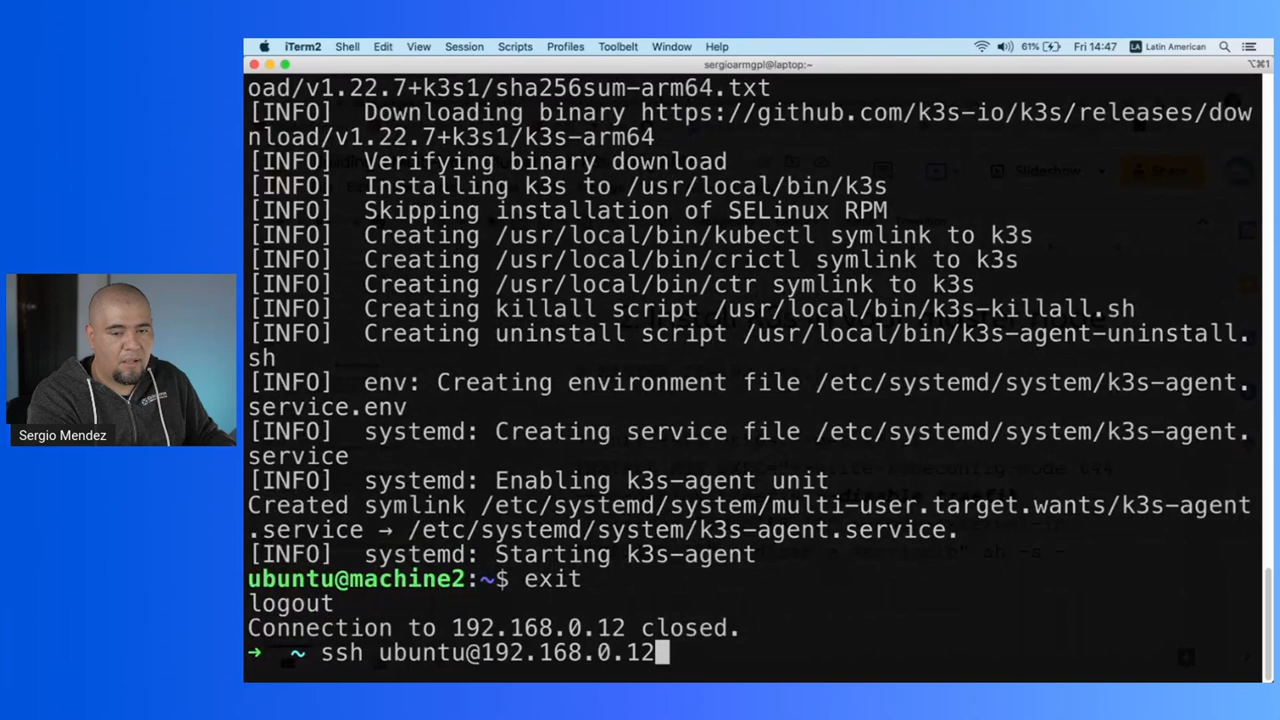 iTerm2 Shell Edit View Session Scripts Profiles Toolbelt Window Help 61% Fri 14:47 LA Latin American
sergioarmgpl@laptop:~ ⌥⌘1
oad/v1.22.7+k3s1/sha256sum-arm64.txt
[INFO]  Downloading binary https://github.com/k3s-io/k3s/releases/dow
nload/v1.22.7+k3s1/k3s-arm64
[INFO]  Verifying binary download
[INFO]  Installing k3s to /usr/local/bin/k3s
[INFO]  Skipping installation of SELinux RPM
[INFO]  Creating /usr/local/bin/kubectl symlink to k3s
[INFO]  Creating /usr/local/bin/crictl symlink to k3s
[INFO]  Creating /usr/local/bin/ctr symlink to k3s
[INFO]  Creating killall script /usr/local/bin/k3s-killall.sh
[INFO]  Creating uninstall script /usr/local/bin/k3s-agent-uninstall.
sh
[INFO]  env: Creating environment file /etc/systemd/system/k3s-agent.
service.env
[INFO]  systemd: Creating service file /etc/systemd/system/k3s-agent.
service
[INFO]  systemd: Enabling k3s-agent unit
Created symlink /etc/systemd/system/multi-user.target.wants/k3s-agent
.service → /etc/systemd/system/k3s-agent.service.
[INFO]  systemd: Starting k3s-agent
ubuntu@machine2:~$ exit
logout
Connection to 192.168.0.12 closed.
➜  ~ ssh ubuntu@192.168.0.12
Slideshow
Share
Sergio Mendez